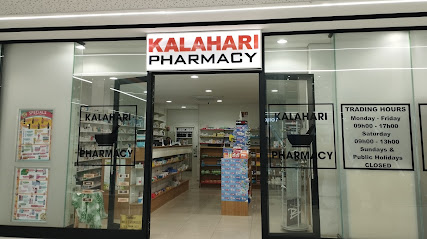 KALAHARI
PHARMACY
SPECIALS
KALAHARI
PHARMACY
KALAHARI
PHARMACY
TRADING HOURS
Monday - Friday
09h00 - 17h00
Saturday
09h00 - 13h00
Sundays &
Public Holidays
CLOSED